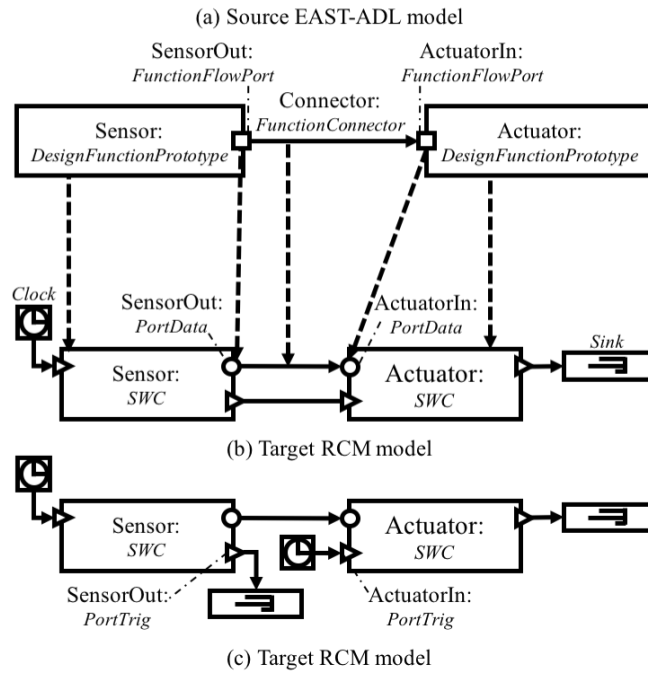 (a) Source EAST-ADL model
SensorOut:
FunctionFlowPort
ActuatorIn:
FunctionFlowPort
Connector:
FunctionConnector
Sensor:
DesignFunctionPrototype
Actuator:
DesignFunctionPrototype
Clock
SensorOut:
PortData
ActuatorIn:
PortData
Sink
Sensor:
SWC
Actuator:
SWC
(b) Target RCM model
Sensor:
SWC
Actuator:
SWC
SensorOut:
PortTrig
ActuatorIn:
PortTrig
(c) Target RCM model